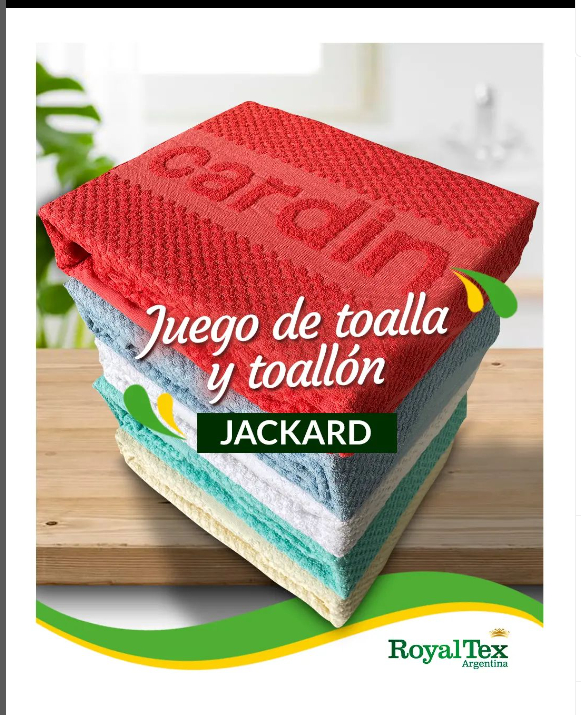 cardin
Juego de toalla
y toallón
JACKARD
RoyalTex
Argentina